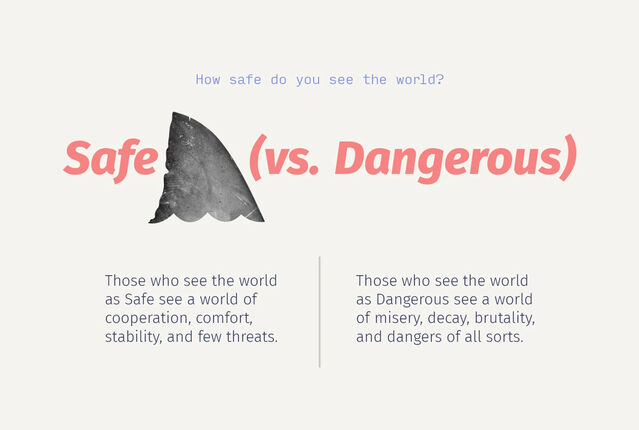 How safe do you see the world?
Safe (vs. Dangerous)
Those who see the world
as Safe see a world of
cooperation, comfort,
stability, and few threats.
Those who see the world
as Dangerous see a world
of misery, decay, brutality,
and dangers of all sorts.